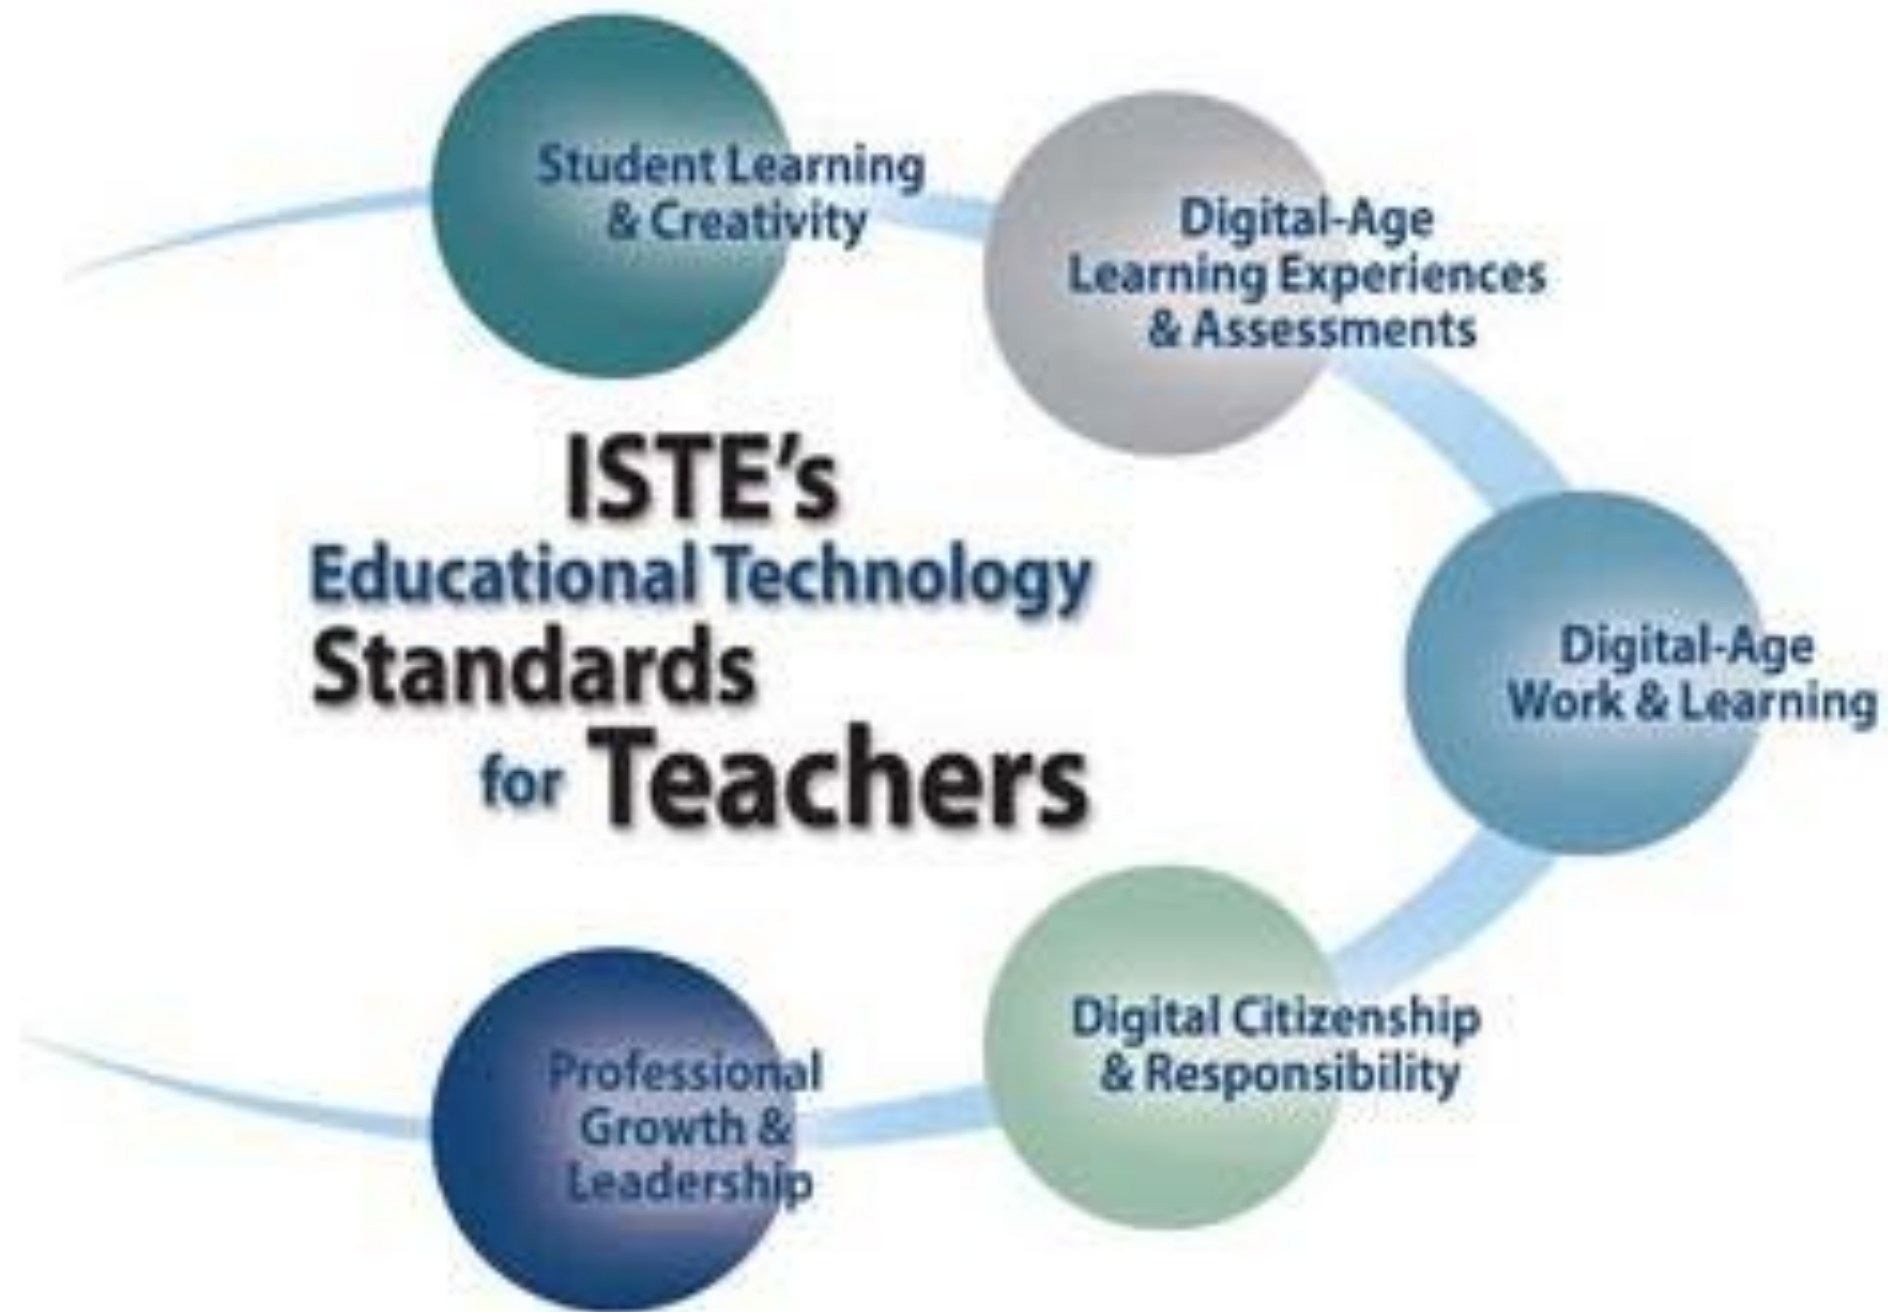 Student Learning
& Creativity
Digital-Age
Learning Experiences
& Assessments
ISTE's
Educational Technology
Standards
for Teachers
Digital-Age
Work & Learning
Digital Citizenship
& Responsibility
Professional
Growth &
Leadership